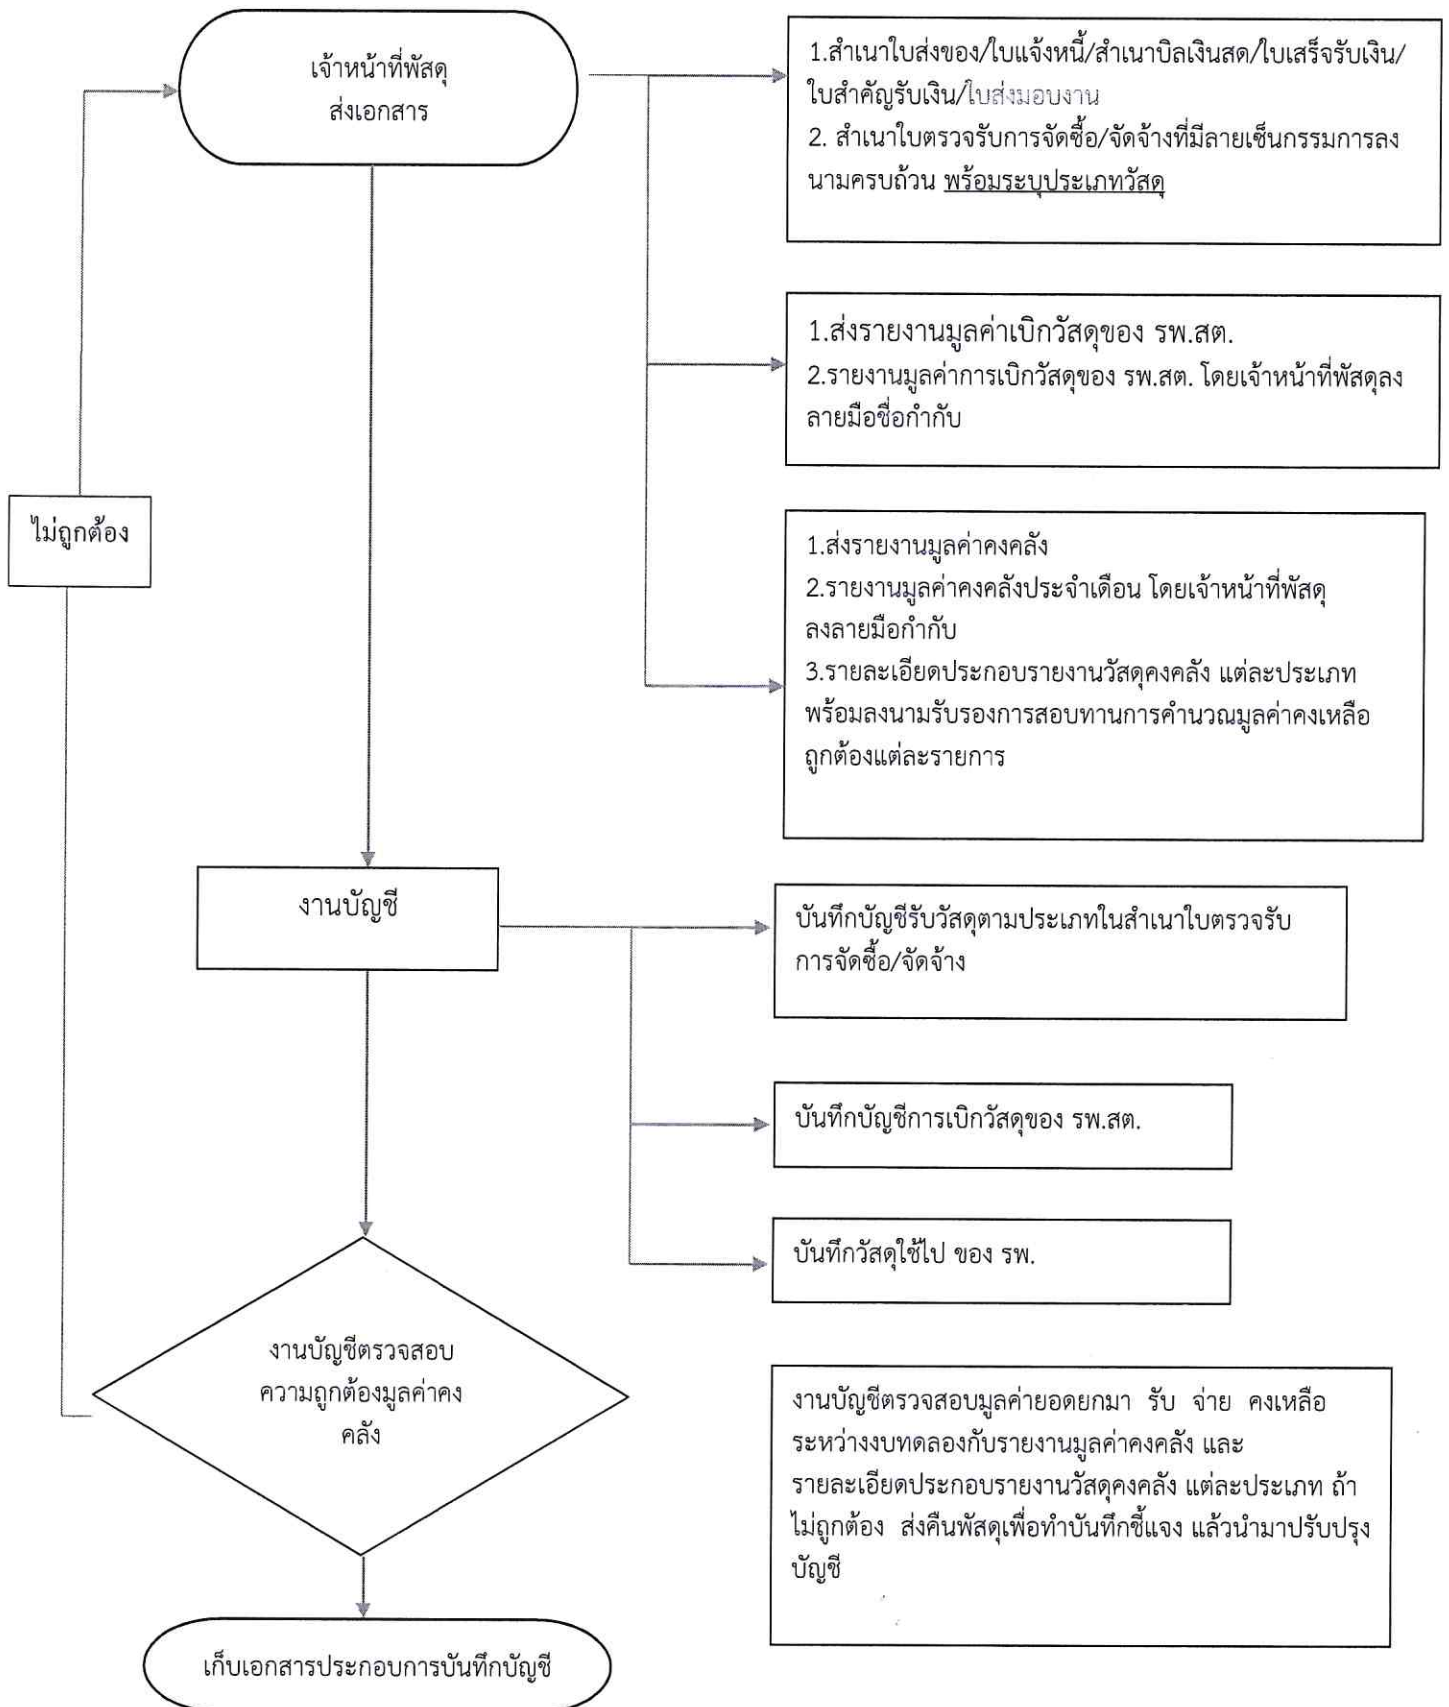 เจ้าหน้าที่พัสดุ
ส่งเอกสาร
1.สำเนาใบส่งของ/ใบแจ้งหนี้/สำเนาบิลเงินสด/ใบเสร็จรับเงิน/
ใบสำคัญรับเงิน/ใบส่งมอบงาน
2. สำเนาใบตรวจรับการจัดซื้อ/จัดจ้างที่มีลายเซ็นกรรมการลง
นามครบถ้วน พร้อมระบุประเภทวัสดุ
1.ส่งรายงานมูลค่าเบิกวัสดุของ รพ.สต.
2.รายงานมูลค่าการเบิกวัสดุของ รพ.สต. โดยเจ้าหน้าที่พัสดุลง
ลายมือชื่อกำกับ
ไม่ถูกต้อง
1.ส่งรายงานมูลค่าคงคลัง
2.รายงานมูลค่าคงคลังประจำเดือน โดยเจ้าหน้าที่พัสดุ
ลงลายมือกำกับ
3.รายละเอียดประกอบรายงานวัสดุคงคลัง แต่ละประเภท
พร้อมลงนามรับรองการสอบทานการคำนวณมูลค่าคงเหลือ
ถูกต้องแต่ละรายการ
งานบัญชี
บันทึกบัญชีรับวัสดุตามประเภทในสำเนาใบตรวจรับ
การจัดซื้อ/จัดจ้าง
บันทึกบัญชีการเบิกวัสดุของ รพ.สต.
บันทึกวัสดุใช้ไป ของ รพ.
งานบัญชีตรวจสอบ
ความถูกต้องมูลค่าคง
คลัง
งานบัญชีตรวจสอบมูลค่ายอดยกมา รับ จ่าย คงเหลือ
ระหว่างงบทดลองกับรายงานมูลค่าคงคลัง และ
รายละเอียดประกอบรายงานวัสดุคงคลัง แต่ละประเภท ถ้า
ไม่ถูกต้อง ส่งคืนพัสดุเพื่อทำบันทึกชี้แจง แล้วนำมาปรับปรุง
บัญชี
เก็บเอกสารประกอบการบันทึกบัญชี